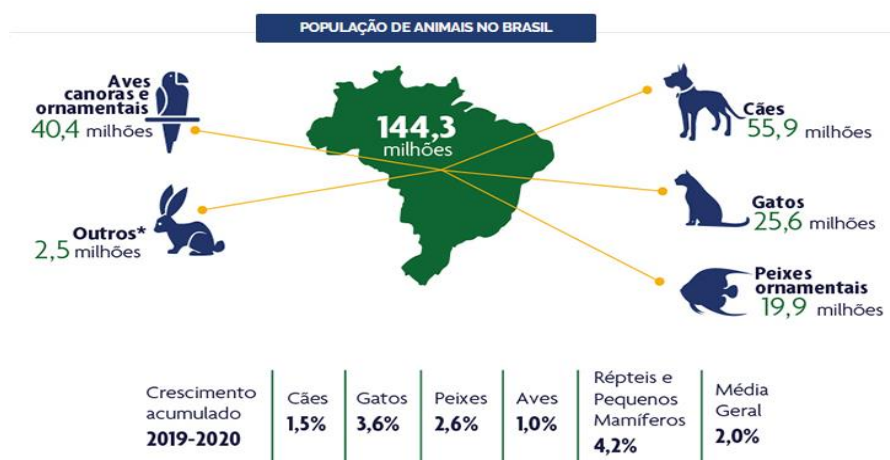 POPULAÇÃO DE ANIMAIS NO BRASIL
Aves
canoras e
ornamentais
40,4 milhões
Outros*
2,5 milhões
144,3
milhões
Cães
55,9 milhões
Gatos
25,6 milhões
Peixes
ornamentais
19,9 milhões
Crescimento
acumulado
2019-2020
Cães
1,5%
Gatos
3,6%
Peixes
2,6%
Aves
1,0%
Répteis e
Pequenos
Mamíferos
4,2%
Média
Geral
2,0%